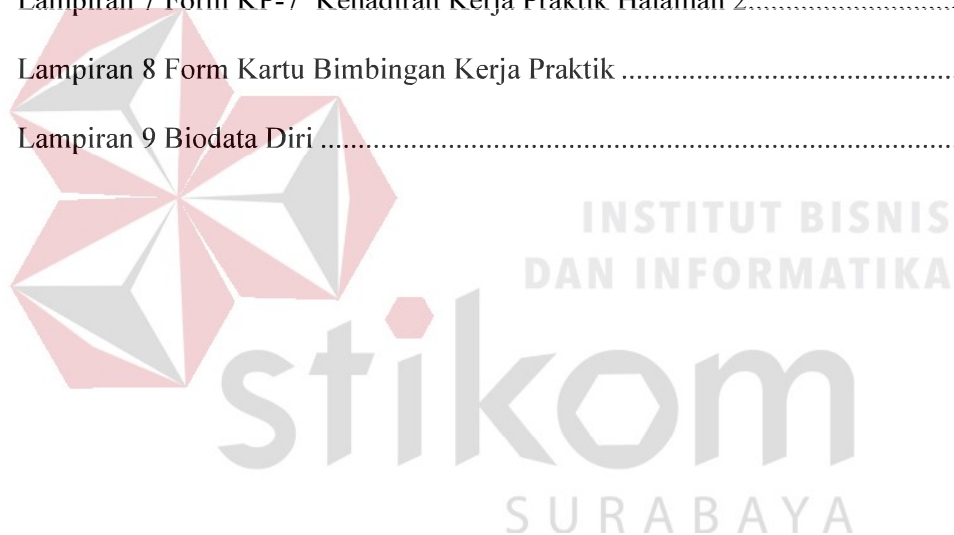 Lampiran 7 Form KP-7 Kehadiran Kerja Praktik Halaman 2............................
Lampiran 8 Form Kartu Bimbingan Kerja Praktik ....................................
Lampiran 9 Biodata Diri ....................................................................
INSTITUT BISNIS
DAN INFORMATIKA
stikom
SURABAYA